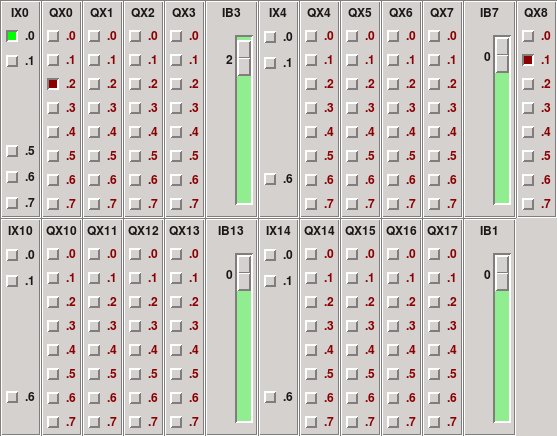 IX0 QX0 QX1 QX2 QX3 IB3 IX4 QX4 QX5 QX6 QX7 IB7 QX8
.0 .0 .0 .0 .0 .0 .0 .0 .0 .0 .0
.1 .1 .1 .1 .1 2 .1 .1 .1 .1 .1 0 .1
.2 .2 .2 .2 .2 .2 .2 .2 .2
.3 .3 .3 .3 .3 .3 .3 .3 .3
.4 .4 .4 .4 .4 .4 .4 .4 .4
.5 .5 .5 .5 .5 .5 .5 .5 .5 .5
.6 .6 .6 .6 .6 .6 .6 .6 .6 .6 .6
.7 .7 .7 .7 .7 .7 .7 .7 .7 .7
IX10 QX10 QX11 QX12 QX13 IB13 IX14 QX14 QX15 QX16 QX17 IB1
.0 .0 .0 .0 .0 .0 .0 .0 .0 .0
.1 .1 .1 .1 .1 0 .1 .1 .1 .1 .1 0
.2 .2 .2 .2 .2 .2 .2 .2
.3 .3 .3 .3 .3 .3 .3 .3
.4 .4 .4 .4 .4 .4 .4 .4
.5 .5 .5 .5 .5 .5 .5 .5
.6 .6 .6 .6 .6 .6 .6 .6 .6 .6
.7 .7 .7 .7 .7 .7 .7 .7